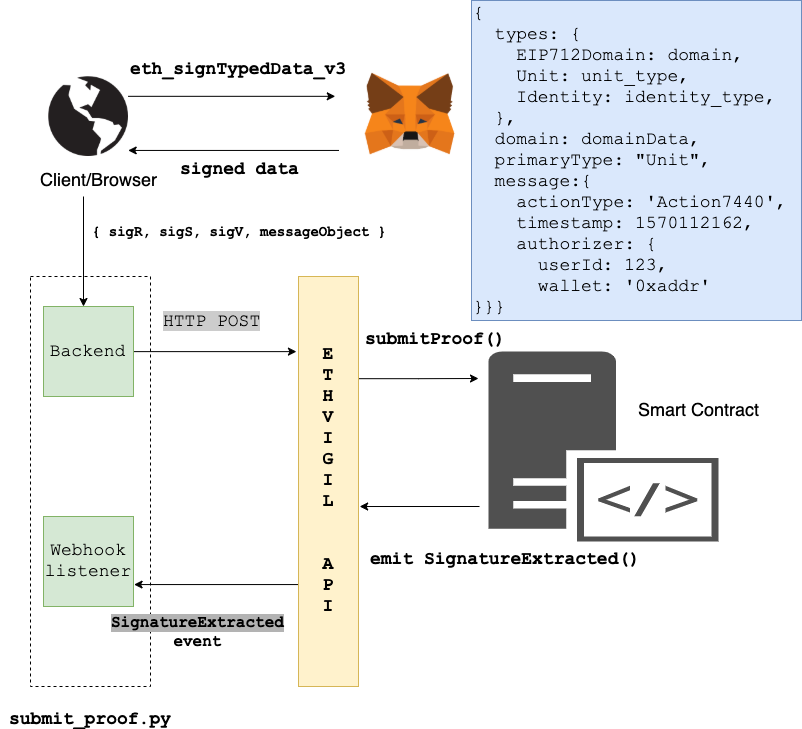 {
types: {
EIP712Domain: domain,
Unit: unit_type,
Identity: identity_type,
},
domain: domainData,
primaryType: "Unit",
message:{
actionType: 'Action7440',
timestamp: 1570112162,
authorizer: {
userId: 123,
wallet: '0xaddr'
}}}
eth_signTypedData_v3
signed data
Client/Browser
{ sigR, sigS, sigV, messageObject }
HTTP POST
Backend
submitProof()
ETHVIGIL API
Smart Contract
</>
emit SignatureExtracted()
Webhook
listener
SignatureExtracted
event
submit_proof.py